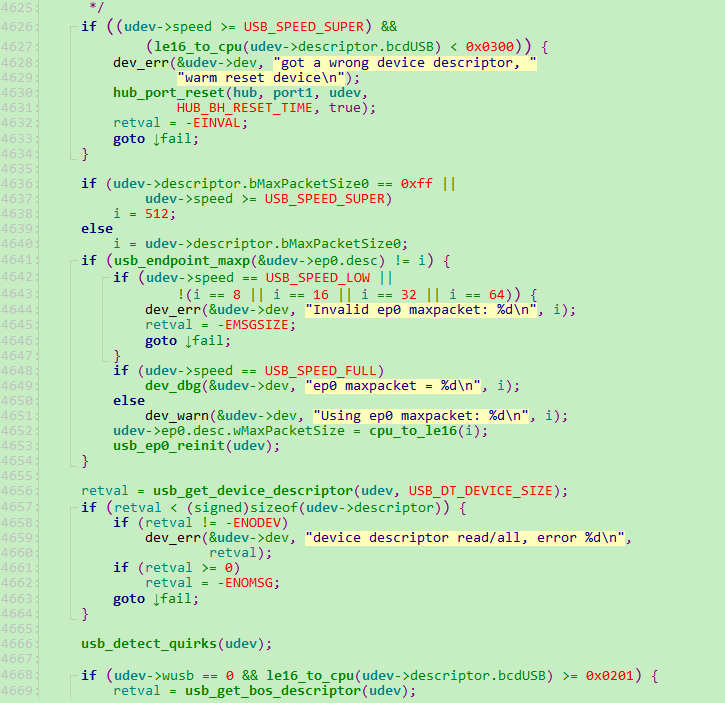 4625: */
4626: if ((udev->speed >= USB_SPEED_SUPER) &&
4627: (le16_to_cpu(udev->descriptor.bcdUSB) < 0x0300)) {
4628: dev_err(&udev->dev, "got a wrong device descriptor, "
4629: "warm reset device\n");
4630: hub_port_reset(hub, port1, udev,
4631: HUB_BH_RESET_TIME, true);
4632: retval = -EINVAL;
4633: goto ↓fail;
4634: }
4635:
4636: if (udev->descriptor.bMaxPacketSize0 == 0xff ||
4637: udev->speed >= USB_SPEED_SUPER)
4638: i = 512;
4639: else
4640: i = udev->descriptor.bMaxPacketSize0;
4641: if (usb_endpoint_maxp(&udev->ep0.desc) != i) {
4642: if (udev->speed == USB_SPEED_LOW ||
4643: !(i == 8 || i == 16 || i == 32 || i == 64)) {
4644: dev_err(&udev->dev, "Invalid ep0 maxpacket: %d\n", i);
4645: retval = -EMSGSIZE;
4646: goto ↓fail;
4647: }
4648: if (udev->speed == USB_SPEED_FULL)
4649: dev_dbg(&udev->dev, "ep0 maxpacket = %d\n", i);
4650: else
4651: dev_warn(&udev->dev, "Using ep0 maxpacket: %d\n", i);
4652: udev->ep0.desc.wMaxPacketSize = cpu_to_le16(i);
4653: usb_ep0_reinit(udev);
4654: }
4655:
4656: retval = usb_get_device_descriptor(udev, USB_DT_DEVICE_SIZE);
4657: if (retval < (signed)sizeof(udev->descriptor)) {
4658: if (retval != -ENODEV)
4659: dev_err(&udev->dev, "device descriptor read/all, error %d\n",
4660: retval);
4661: if (retval >= 0)
4662: retval = -ENOMSG;
4663: goto ↓fail;
4664: }
4665:
4666: usb_detect_quirks(udev);
4667:
4668: if (udev->wusb == 0 && le16_to_cpu(udev->descriptor.bcdUSB) >= 0x0201) {
4669: retval = usb_get_bos_descriptor(udev);